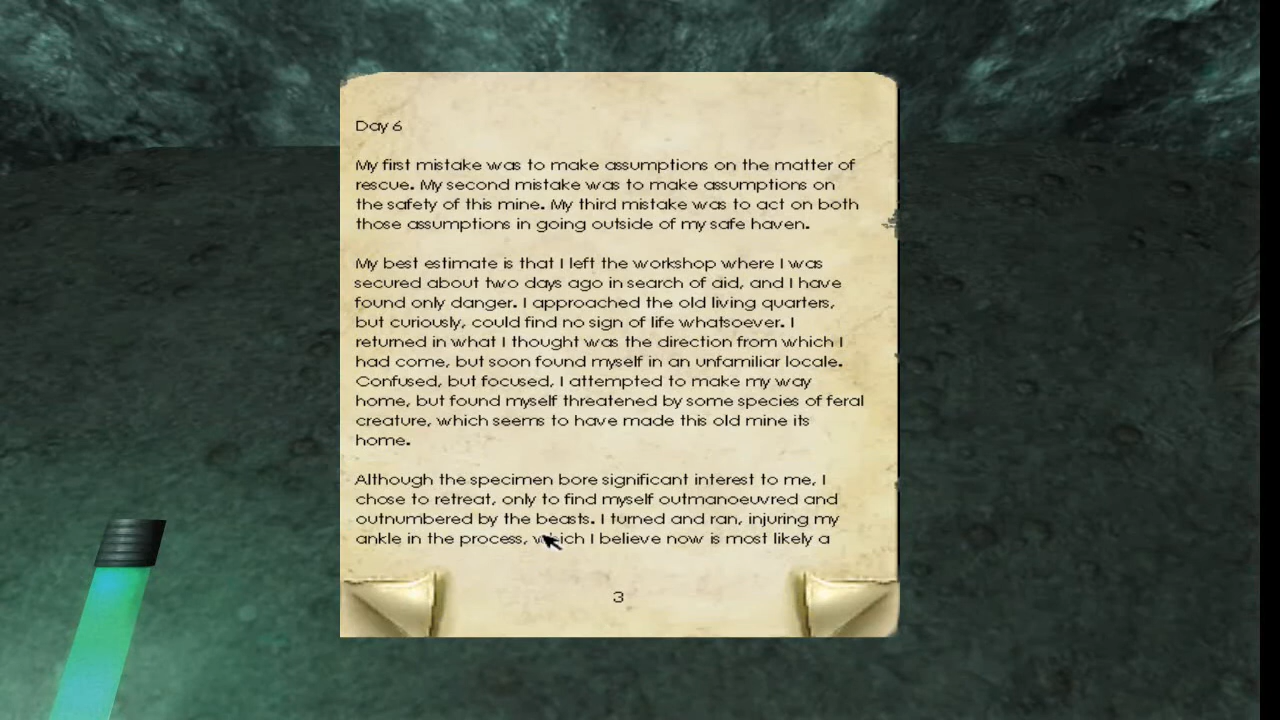 Day 6
My first mistake was to make assumptions on the matter of
rescue. My second mistake was to make assumptions on
the safety of this mine. My third mistake was to act on both
those assumptions in going outside of my safe haven.
My best estimate is that I left the workshop where I was
secured about two days ago in search of aid, and I have
found only danger. I approached the old living quarters,
but curiously, could find no sign of life whatsoever. I
returned in what I thought was the direction from which I
had come, but soon found myself in an unfamiliar locale.
Confused, but focused, I attempted to make my way
home, but found myself threatened by some species of feral
creature, which seems to have made this old mine its
home.
Although the specimen bore significant interest to me, I
chose to retreat, only to find myself outmanoeuvred and
outnumbered by the beasts. I turned and ran, injuring my
ankle in the process, which I believe now is most likely a
3